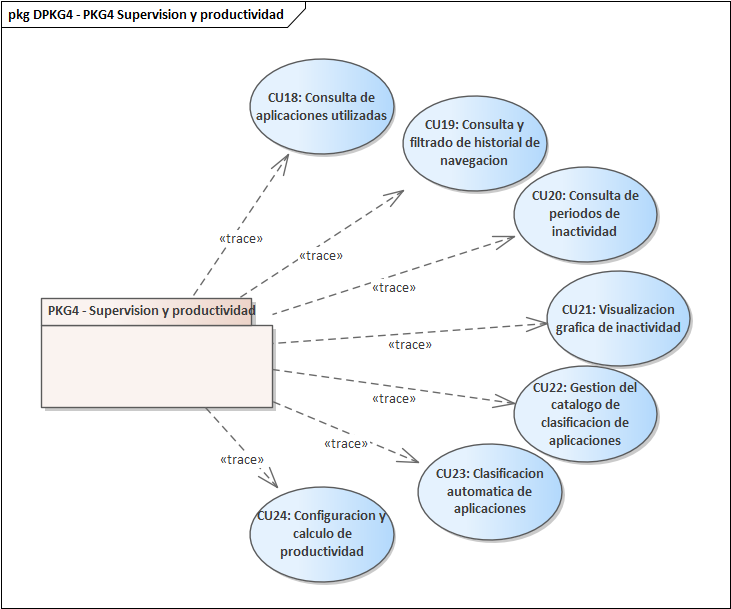 pkg DPKG4 - PKG4 Supervision y productividad
CU18: Consulta de
aplicaciones utilizadas
CU19: Consulta y
filtrado de historial de
navegacion
CU20: Consulta de
periodos de
inactividad
«trace»
«trace»
«trace»
PKG4 - Supervision y productividad
CU21: Visualizacion
grafica de inactividad
«trace»
CU22: Gestion del
catalogo de
clasificacion de
aplicaciones
«trace»
«trace»
CU23: Clasificacion
automatica de
aplicaciones
«trace»
CU24: Configuracion y
calculo de
productividad